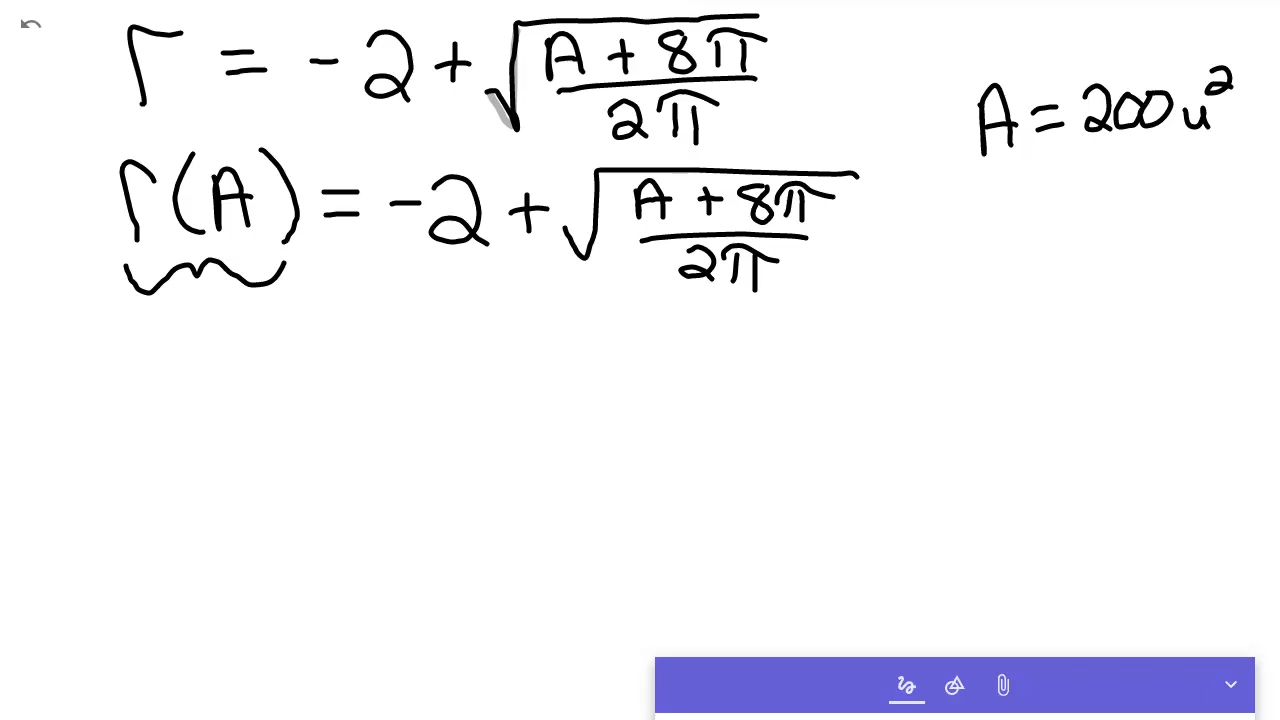 r = -2 + √((A + 8π)/(2π))
A = 200u²
r(A) = -2 + √((A + 8π)/(2π))